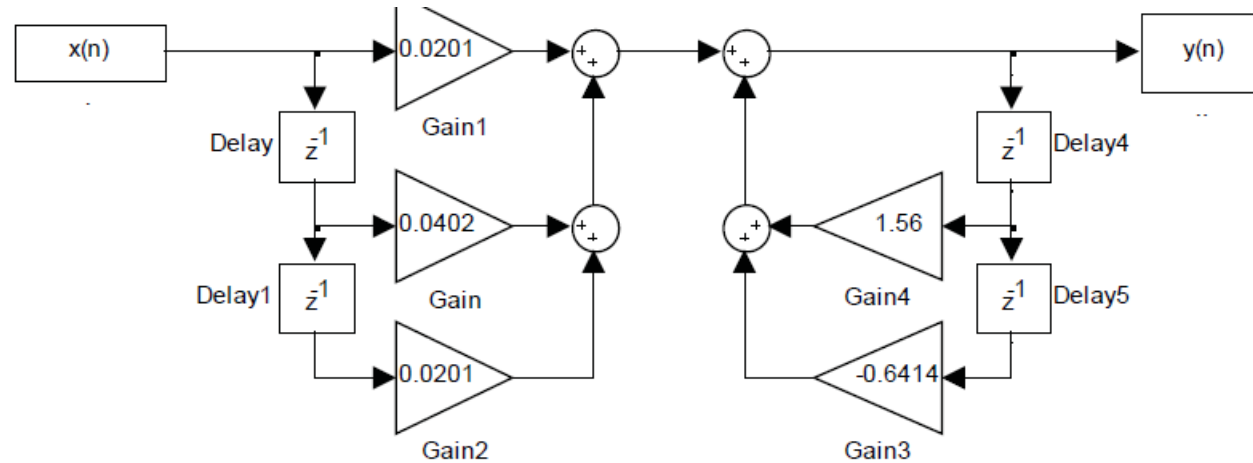 x(n)
0.0201
+
+
+
+
y(n)
Gain1
Delay
z^-1
z^-1
Delay4
0.0402
+
+
+
+
1.56
Delay1
z^-1
Gain
Gain4
z^-1
Delay5
0.0201
-0.6414
Gain2
Gain3